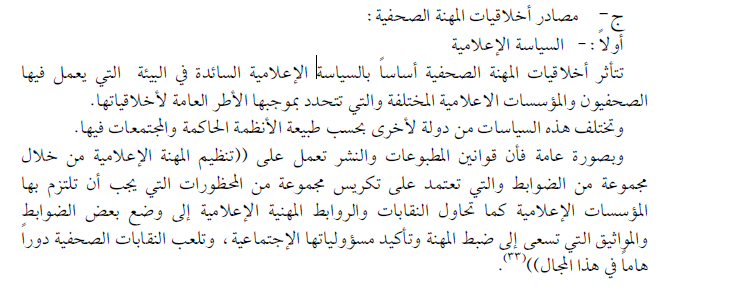 ج- مصادر أخلاقيات المهنة الصحفية:
أولاً:- السياسة الإعلامية
تتأثر أخلاقيات المهنة الصحفية أساساً بالسياسة الإعلامية السائدة في البيئة التي يعمل فيها
الصحفيون والمؤسسات الاعلامية المختلفة والتي تتحدد بموجبها الأطر العامة لأخلاقياتها.
وتختلف هذه السياسات من دولة لأخرى بحسب طبيعة الأنظمة الحاكمة والمجتمعات فيها.
وبصورة عامة فأن قوانين المطبوعات والنشر تعمل على ((تنظيم المهنة الإعلامية من خلال
مجموعة من الضوابط والتي تعتمد على تكريس مجموعة من المحظورات التي يجب أن تلتزم بها
المؤسسات الإعلامية كما تحاول النقابات والروابط المهنية الإعلامية إلى وضع بعض الضوابط
والمواثيق التي تسعى إلى ضبط المهنة وتأكيد مسؤولياتها الإجتماعية، وتلعب النقابات الصحفية دوراً
هاماً في هذا المجال))(٣٣).